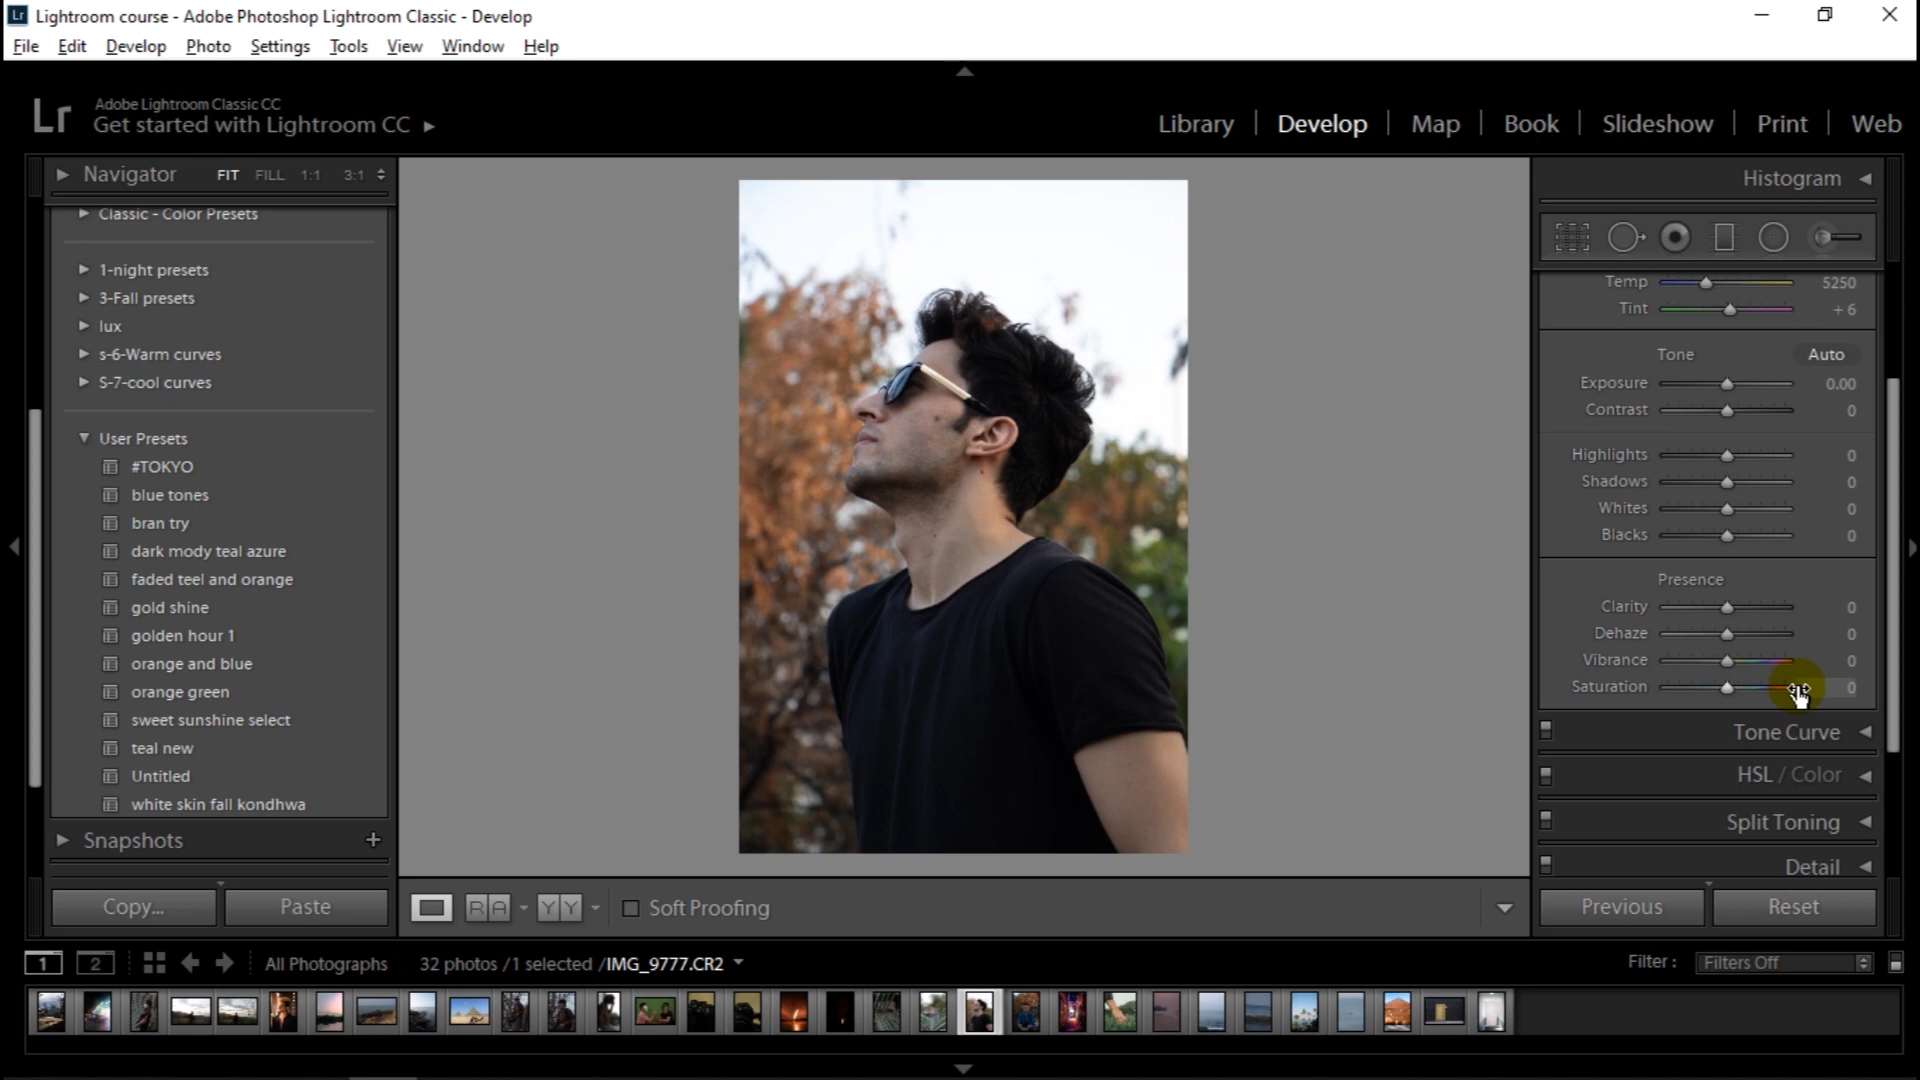 Lr Lightroom course - Adobe Photoshop Lightroom Classic - Develop
File Edit Develop Photo Settings Tools View Window Help
Lr
Adobe Lightroom Classic CC
Get started with Lightroom CC
Library | Develop | Map | Book | Slideshow | Print | Web
Navigator FIT FILL 1:1 3:1
Classic - Color Presets
1-night presets
3-Fall presets
lux
s-6-Warm curves
S-7-cool curves
User Presets
#TOKYO
blue tones
bran try
dark mody teal azure
faded teel and orange
gold shine
golden hour 1
orange and blue
orange green
sweet sunshine select
teal new
Untitled
white skin fall kondhwa
Snapshots +
Copy... Paste
R A Y Y Soft Proofing
Histogram
Temp 5250
Tint + 6
Tone Auto
Exposure 0.00
Contrast 0
Highlights 0
Shadows 0
Whites 0
Blacks 0
Presence
Clarity 0
Dehaze 0
Vibrance 0
Saturation 0
Tone Curve
HSL / Color
Split Toning
Detail
Previous Reset
1 2 All Photographs 32 photos /1 selected /IMG_9777.CR2 Filter : Filters Off